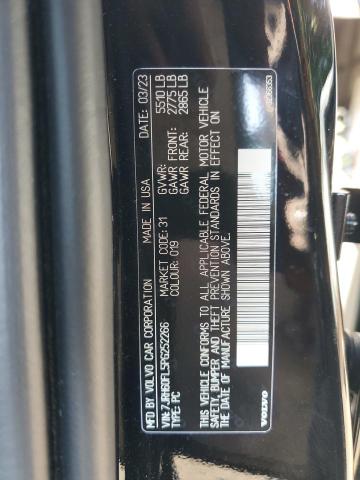 MFD BY VOLVO CAR CORPORATION MADE IN USA DATE: 03/23
VIN:7JRH60FL5PG252266 MARKET CODE: 31 GVWR: 5510 LB
TYPE: PC COLOUR: 019 GAWR FRONT: 2775 LB
GAWR REAR: 2865 LB
THIS VEHICLE CONFORMS TO ALL APPLICABLE FEDERAL MOTOR VEHICLE
SAFETY, BUMPER AND THEFT PREVENTION STANDARDS IN EFFECT ON
THE DATE OF MANUFACTURE SHOWN ABOVE.
VOLVO